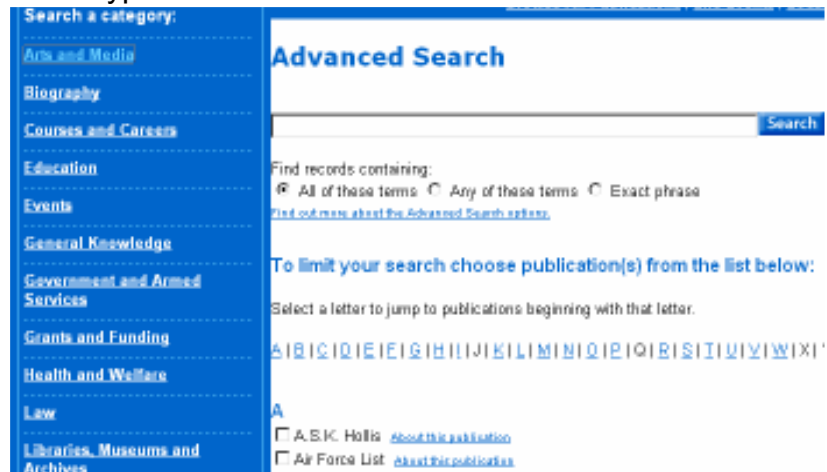 Search a category:
Arts and Media
Biography
Courses and Careers
Education
Events
General Knowledge
Government and Armed
Services
Grants and Funding
Health and Welfare
Law
Libraries, Museums and
Archives
Advanced Search
Search
Find records containing:
All of these terms Any of these terms Exact phrase
Find out more about the Advanced Search options.
To limit your search choose publication(s) from the list below:
Select a letter to jump to publications beginning with that letter.
A | B | C | D | E | F | G | H | I | J | K | L | M | N | O | P | Q | R | S | T | U | V | W | X |
A
A.S.K. Hollis About this publication
Air Force List About this publication